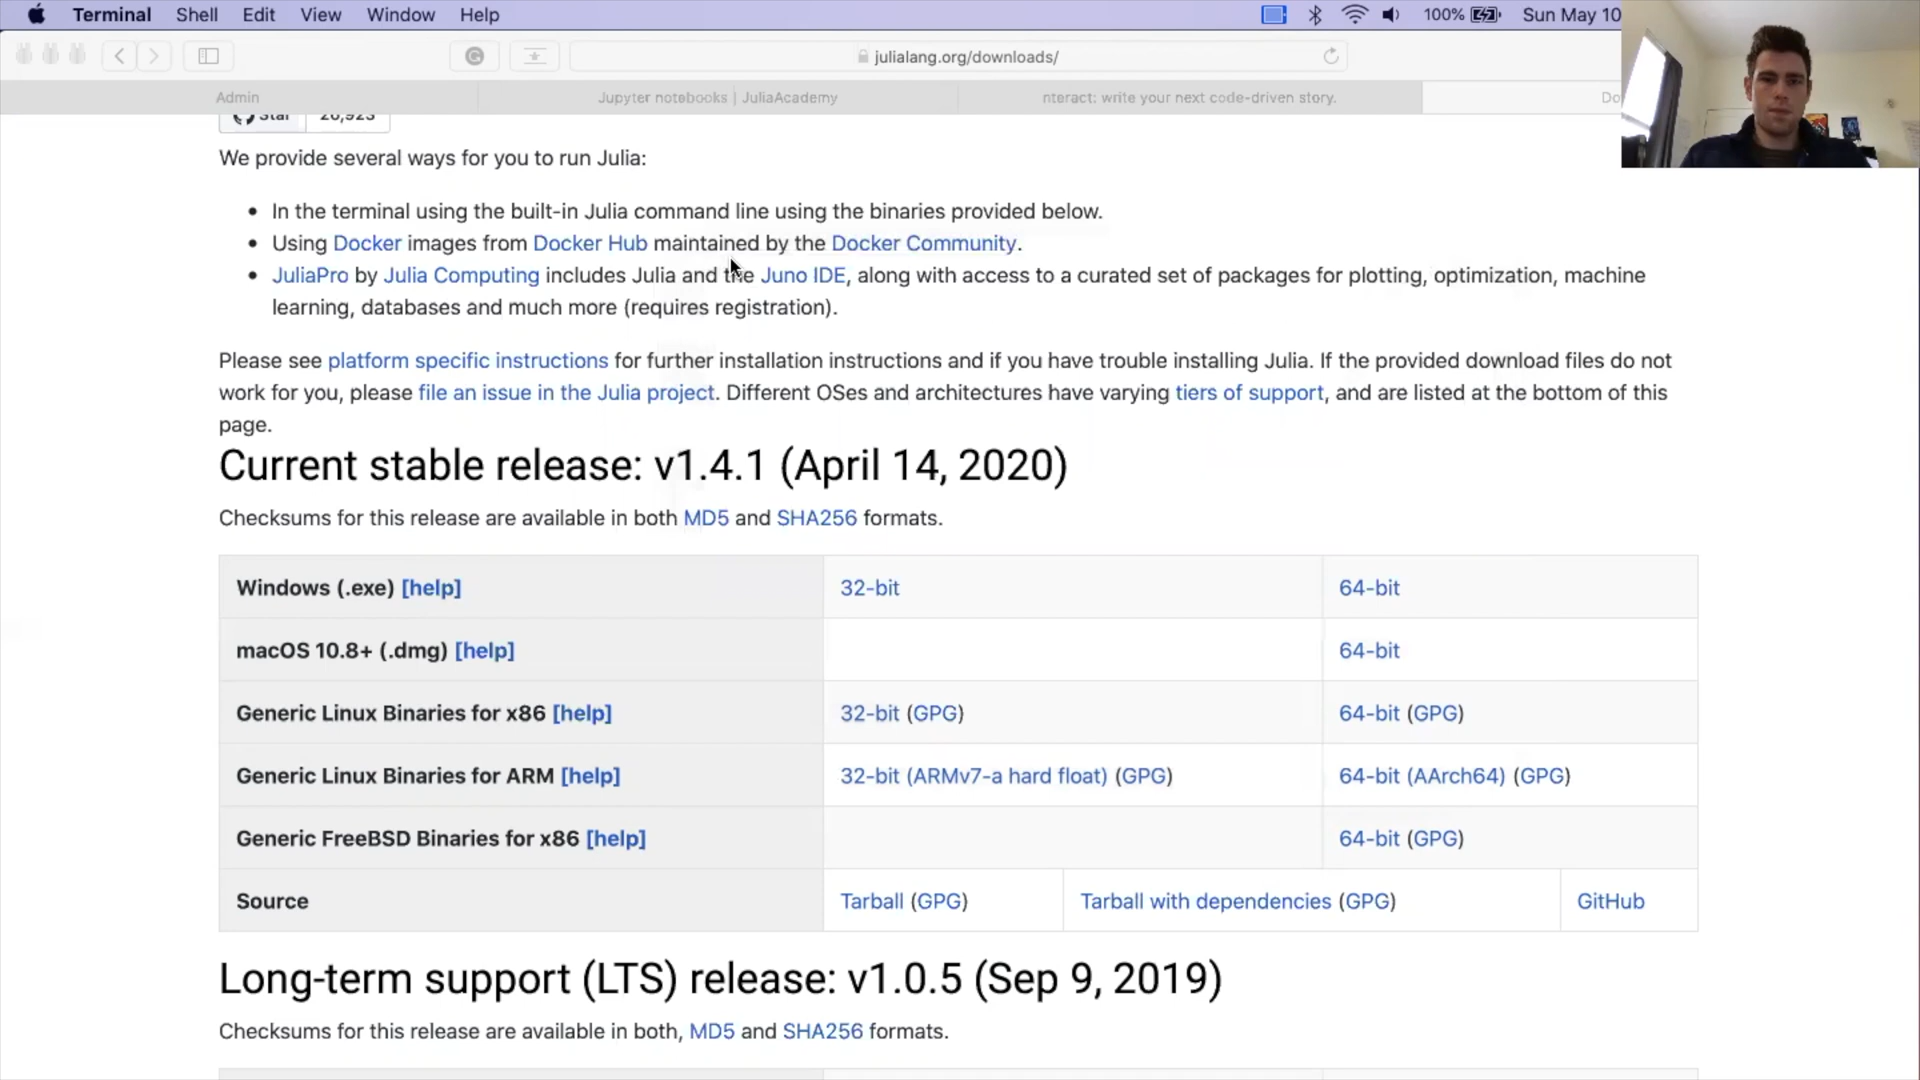 Terminal Shell Edit View Window Help 100% Sun May 10
julialang.org/downloads/
Admin Jupyter notebooks | JuliaAcademy nteract: write your next code-driven story. Do
Star 26,923
We provide several ways for you to run Julia:
• In the terminal using the built-in Julia command line using the binaries provided below.
• Using Docker images from Docker Hub maintained by the Docker Community.
• JuliaPro by Julia Computing includes Julia and the Juno IDE, along with access to a curated set of packages for plotting, optimization, machine
learning, databases and much more (requires registration).
Please see platform specific instructions for further installation instructions and if you have trouble installing Julia. If the provided download files do not
work for you, please file an issue in the Julia project. Different OSes and architectures have varying tiers of support, and are listed at the bottom of this
page.
Current stable release: v1.4.1 (April 14, 2020)
Checksums for this release are available in both MD5 and SHA256 formats.
Windows (.exe) [help] 32-bit 64-bit
macOS 10.8+ (.dmg) [help] 64-bit
Generic Linux Binaries for x86 [help] 32-bit (GPG) 64-bit (GPG)
Generic Linux Binaries for ARM [help] 32-bit (ARMv7-a hard float) (GPG) 64-bit (AArch64) (GPG)
Generic FreeBSD Binaries for x86 [help] 64-bit (GPG)
Source Tarball (GPG) Tarball with dependencies (GPG) GitHub
Long-term support (LTS) release: v1.0.5 (Sep 9, 2019)
Checksums for this release are available in both, MD5 and SHA256 formats.